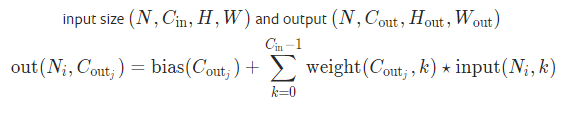 input size (N, C_in, H, W) and output (N, C_out, H_out, W_out)
out(N_i, C_out_j) = bias(C_out_j) + ∑_{k=0}^{C_in−1} weight(C_out_j, k) ⋆ input(N_i, k)